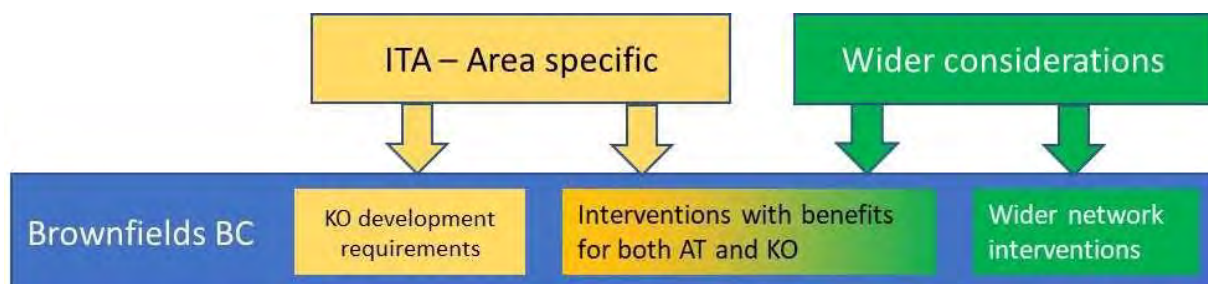 ITA – Area specific
Wider considerations
Brownfields BC
KO development
requirements
Interventions with benefits
for both AT and KO
Wider network
interventions